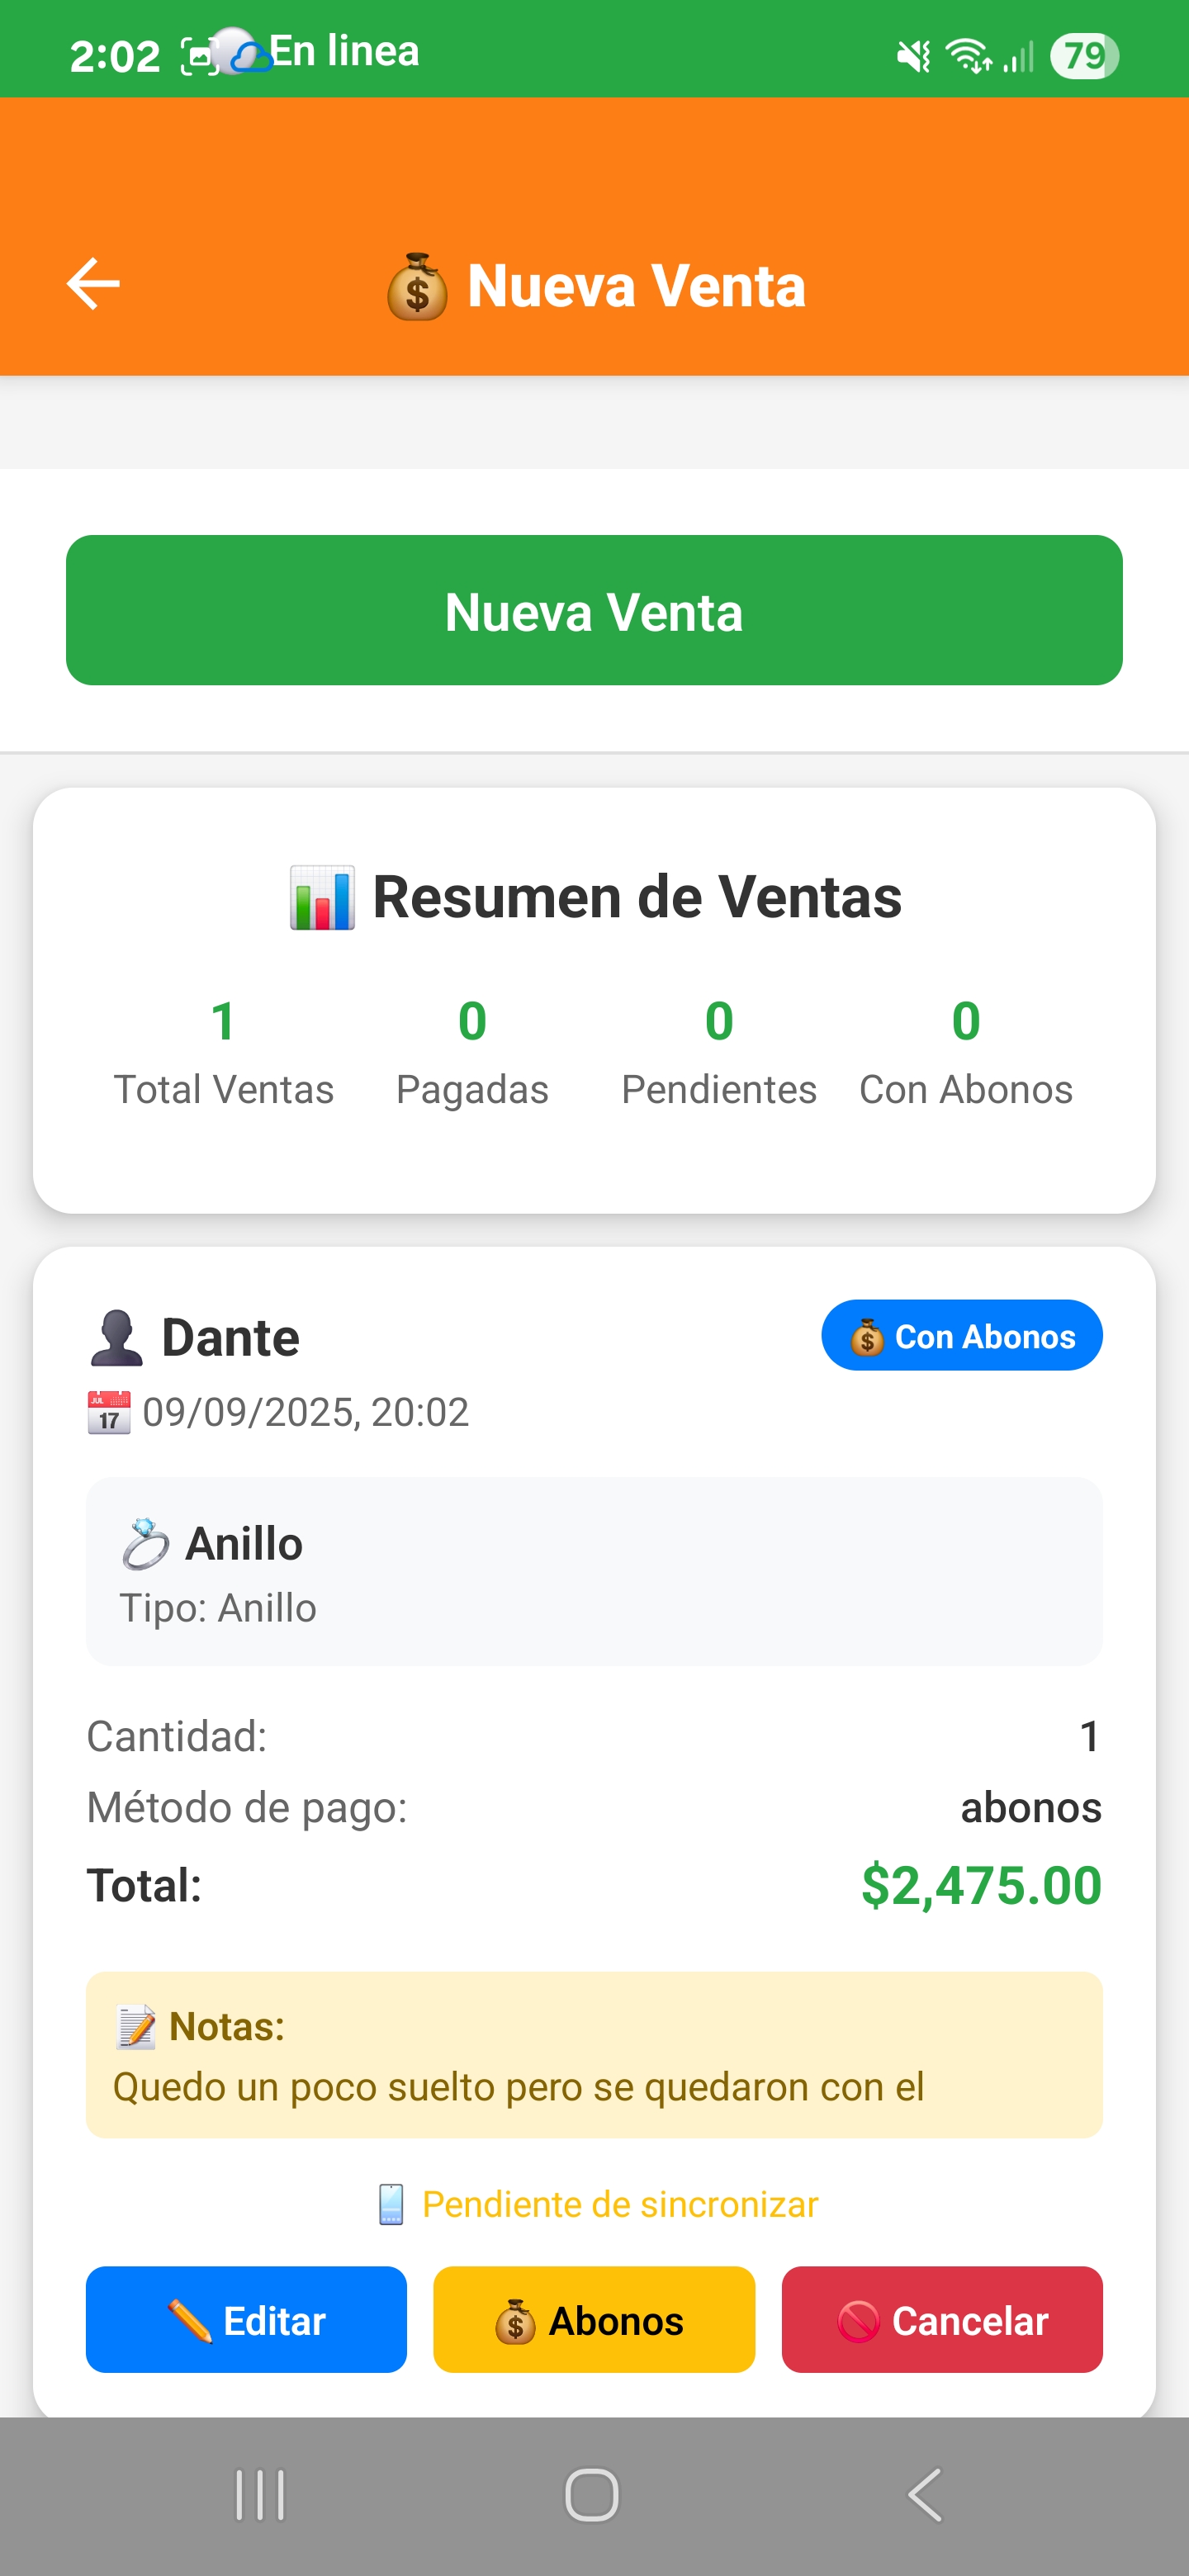 2:02 En linea 79
💰 Nueva Venta
Nueva Venta
📊 Resumen de Ventas
1 0 0 0
Total Ventas Pagadas Pendientes Con Abonos
👤 Dante 💰 Con Abonos
📅 09/09/2025, 20:02
💍 Anillo
Tipo: Anillo
Cantidad: 1
Método de pago: abonos
Total: $2,475.00
📝 Notas:
Quedo un poco suelto pero se quedaron con el
📱 Pendiente de sincronizar
✏️ Editar 💰 Abonos 🚫 Cancelar